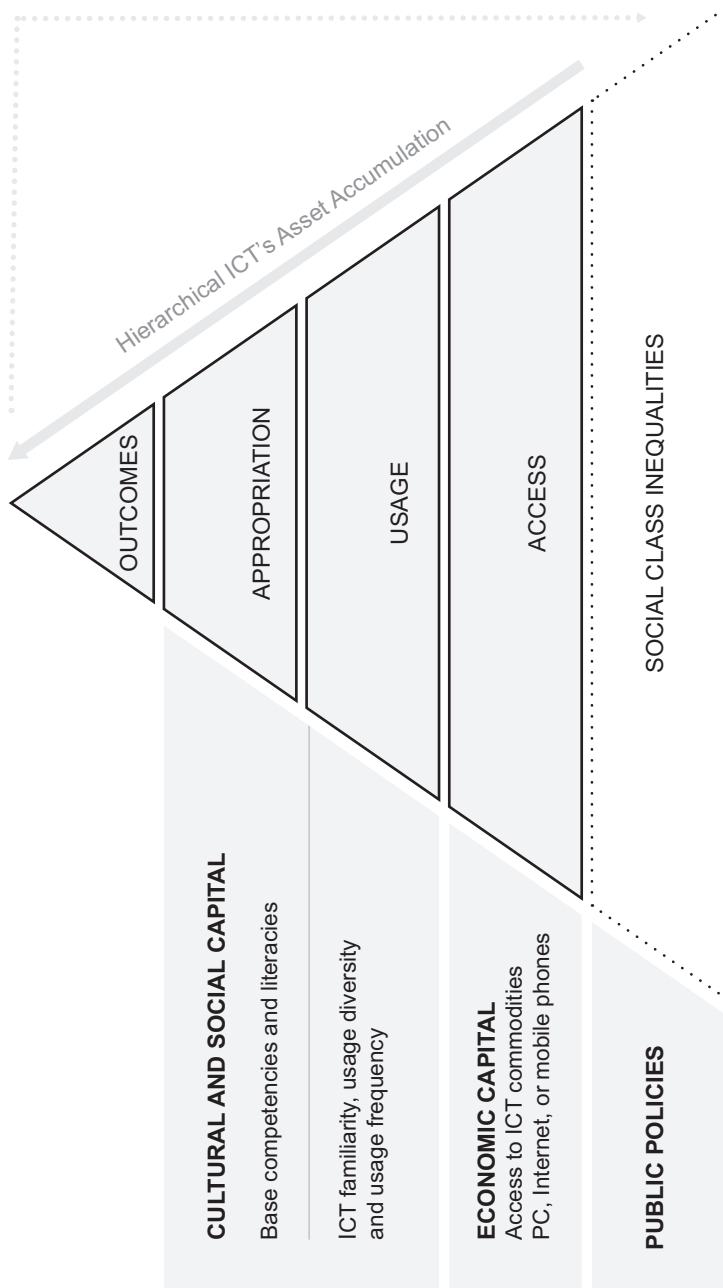 Hierarchical ICT's Asset Accumulation
OUTCOMES
CULTURAL AND SOCIAL CAPITAL
Base competencies and literacies
APPROPRIATION
ICT familiarity, usage diversity
and usage frequency
USAGE
ECONOMIC CAPITAL
Access to ICT commodities
PC, Internet, or mobile phones
ACCESS
PUBLIC POLICIES
SOCIAL CLASS INEQUALITIES